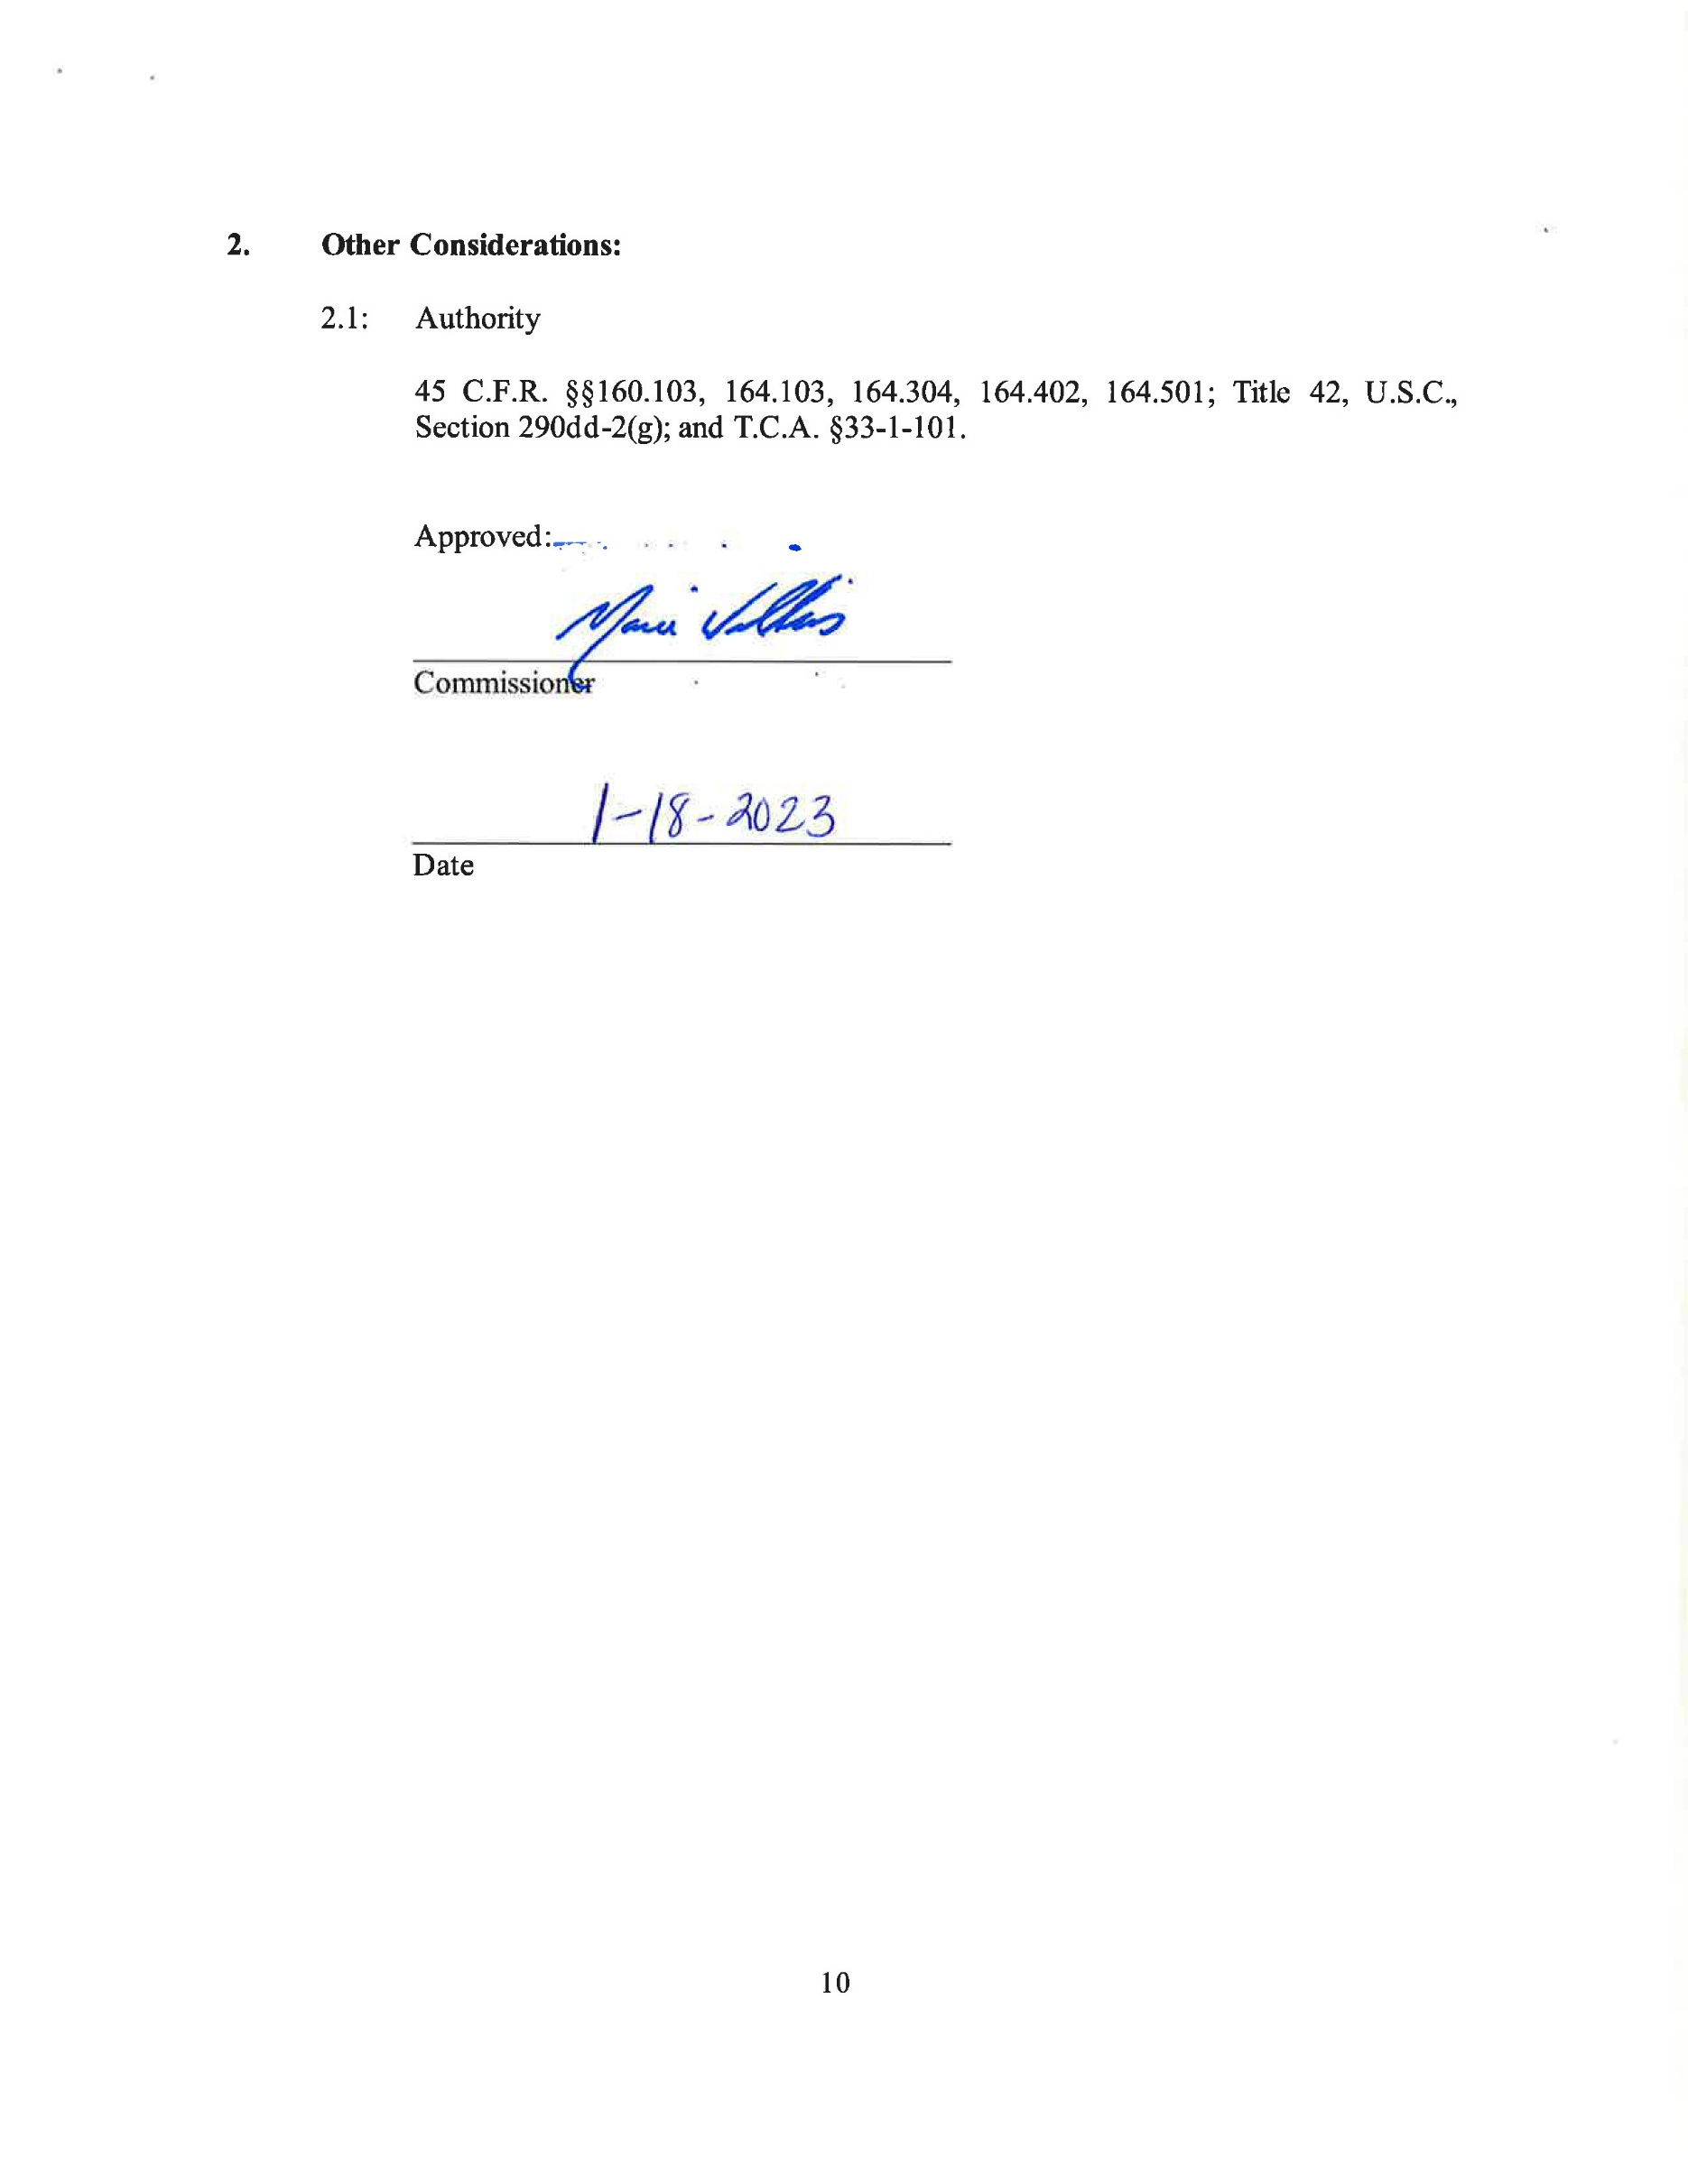 2. Other Considerations:
2.1: Authority
45 C.F.R. §§160.103, 164.103, 164.304, 164.402, 164.501; Title 42, U.S.C.,
Section 290dd-2(g); and T.C.A. §33-1-101.
Approved:
Commissioner
1-18-2023
Date
10